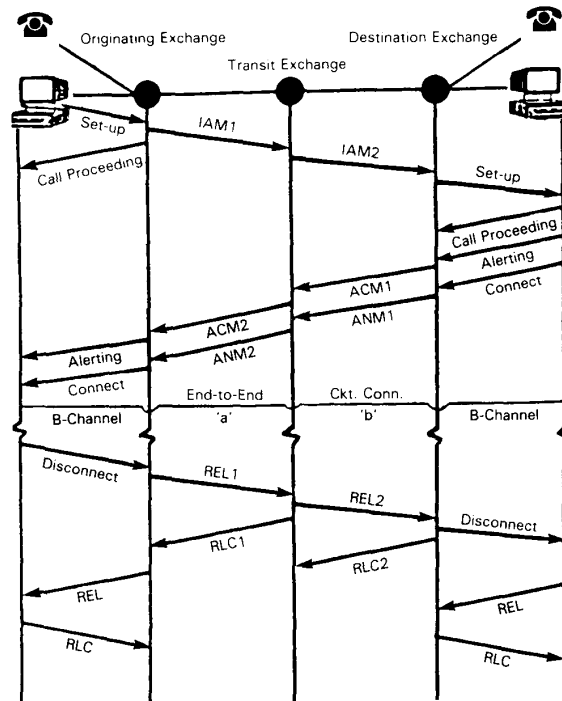 Originating Exchange
Destination Exchange
Transit Exchange
Set-up
IAM1
IAM2
Call Proceeding
Set-up
Call Proceeding
Alerting
ACM1
Connect
ACM2
ANM1
Alerting
ANM2
Connect
End-to-End
Ckt. Conn.
B-Channel
'a'
'b'
B-Channel
Disconnect
REL1
REL2
Disconnect
RLC1
RLC2
REL
REL
RLC
RLC